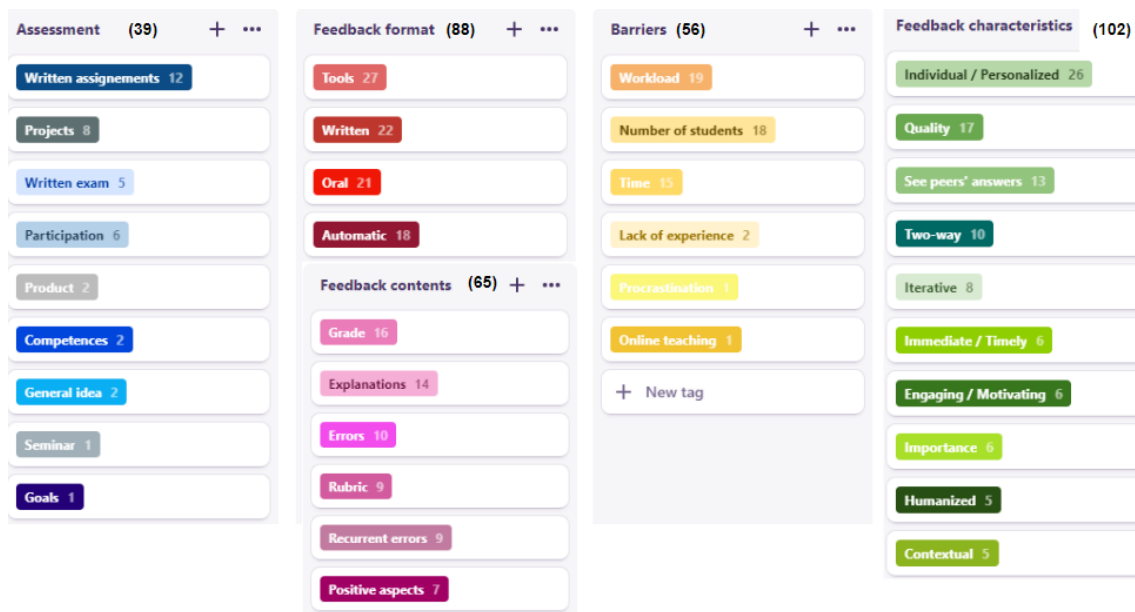 Assessment (39) + •••
Written assignements 12
Projects 8
Written exam 5
Participation 6
Product 2
Competences 2
General idea 2
Seminar 1
Goals 1
Feedback format (88) + •••
Tools 27
Written 22
Oral 21
Automatic 18
Feedback contents (65) + •••
Grade 16
Explanations 14
Errors 10
Rubric 9
Recurrent errors 9
Positive aspects 7
Barriers (56) + •••
Workload 19
Number of students 18
Time 15
Lack of experience 2
Procrastination 1
Online teaching 1
+ New tag
Feedback characteristics (102)
Individual / Personalized 26
Quality 17
See peers' answers 13
Two-way 10
Iterative 8
Immediate / Timely 6
Engaging / Motivating 6
Importance 6
Humanized 5
Contextual 5